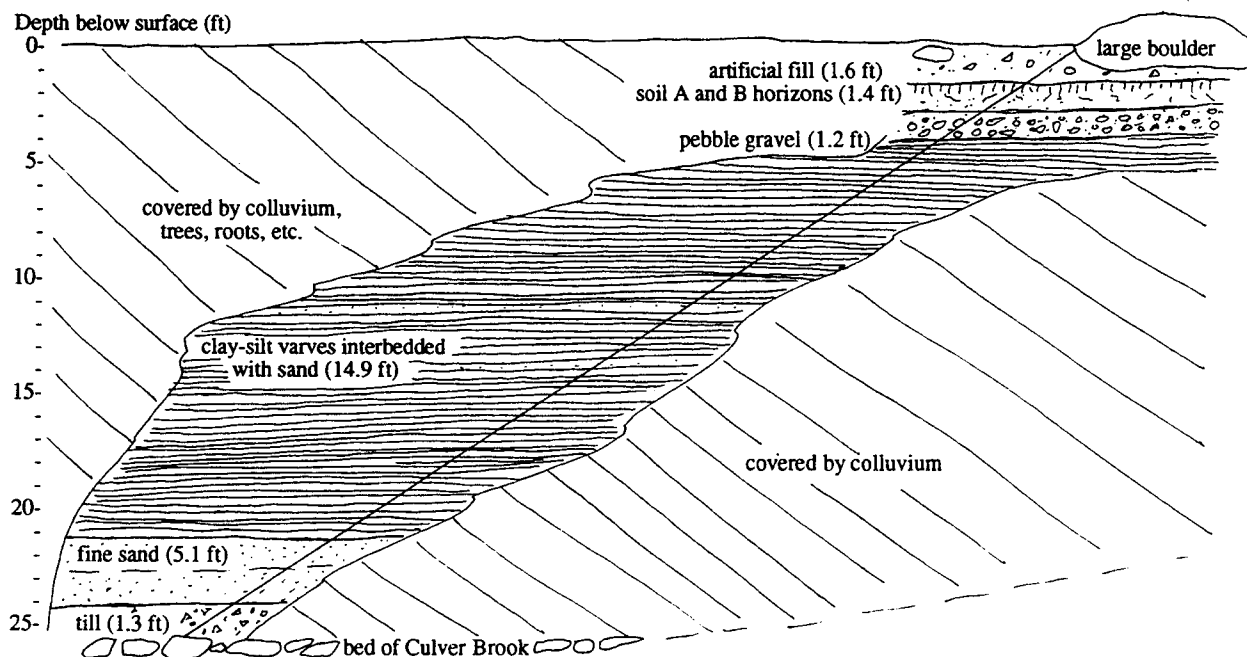 Depth below surface (ft)
0-
large boulder
artificial fill (1.6 ft)
soil A and B horizons (1.4 ft)
pebble gravel (1.2 ft)
5-
covered by colluvium,
trees, roots, etc.
10-
clay-silt varves interbedded
with sand (14.9 ft)
15-
covered by colluvium
20-
fine sand (5.1 ft)
25-
till (1.3 ft)
bed of Culver Brook